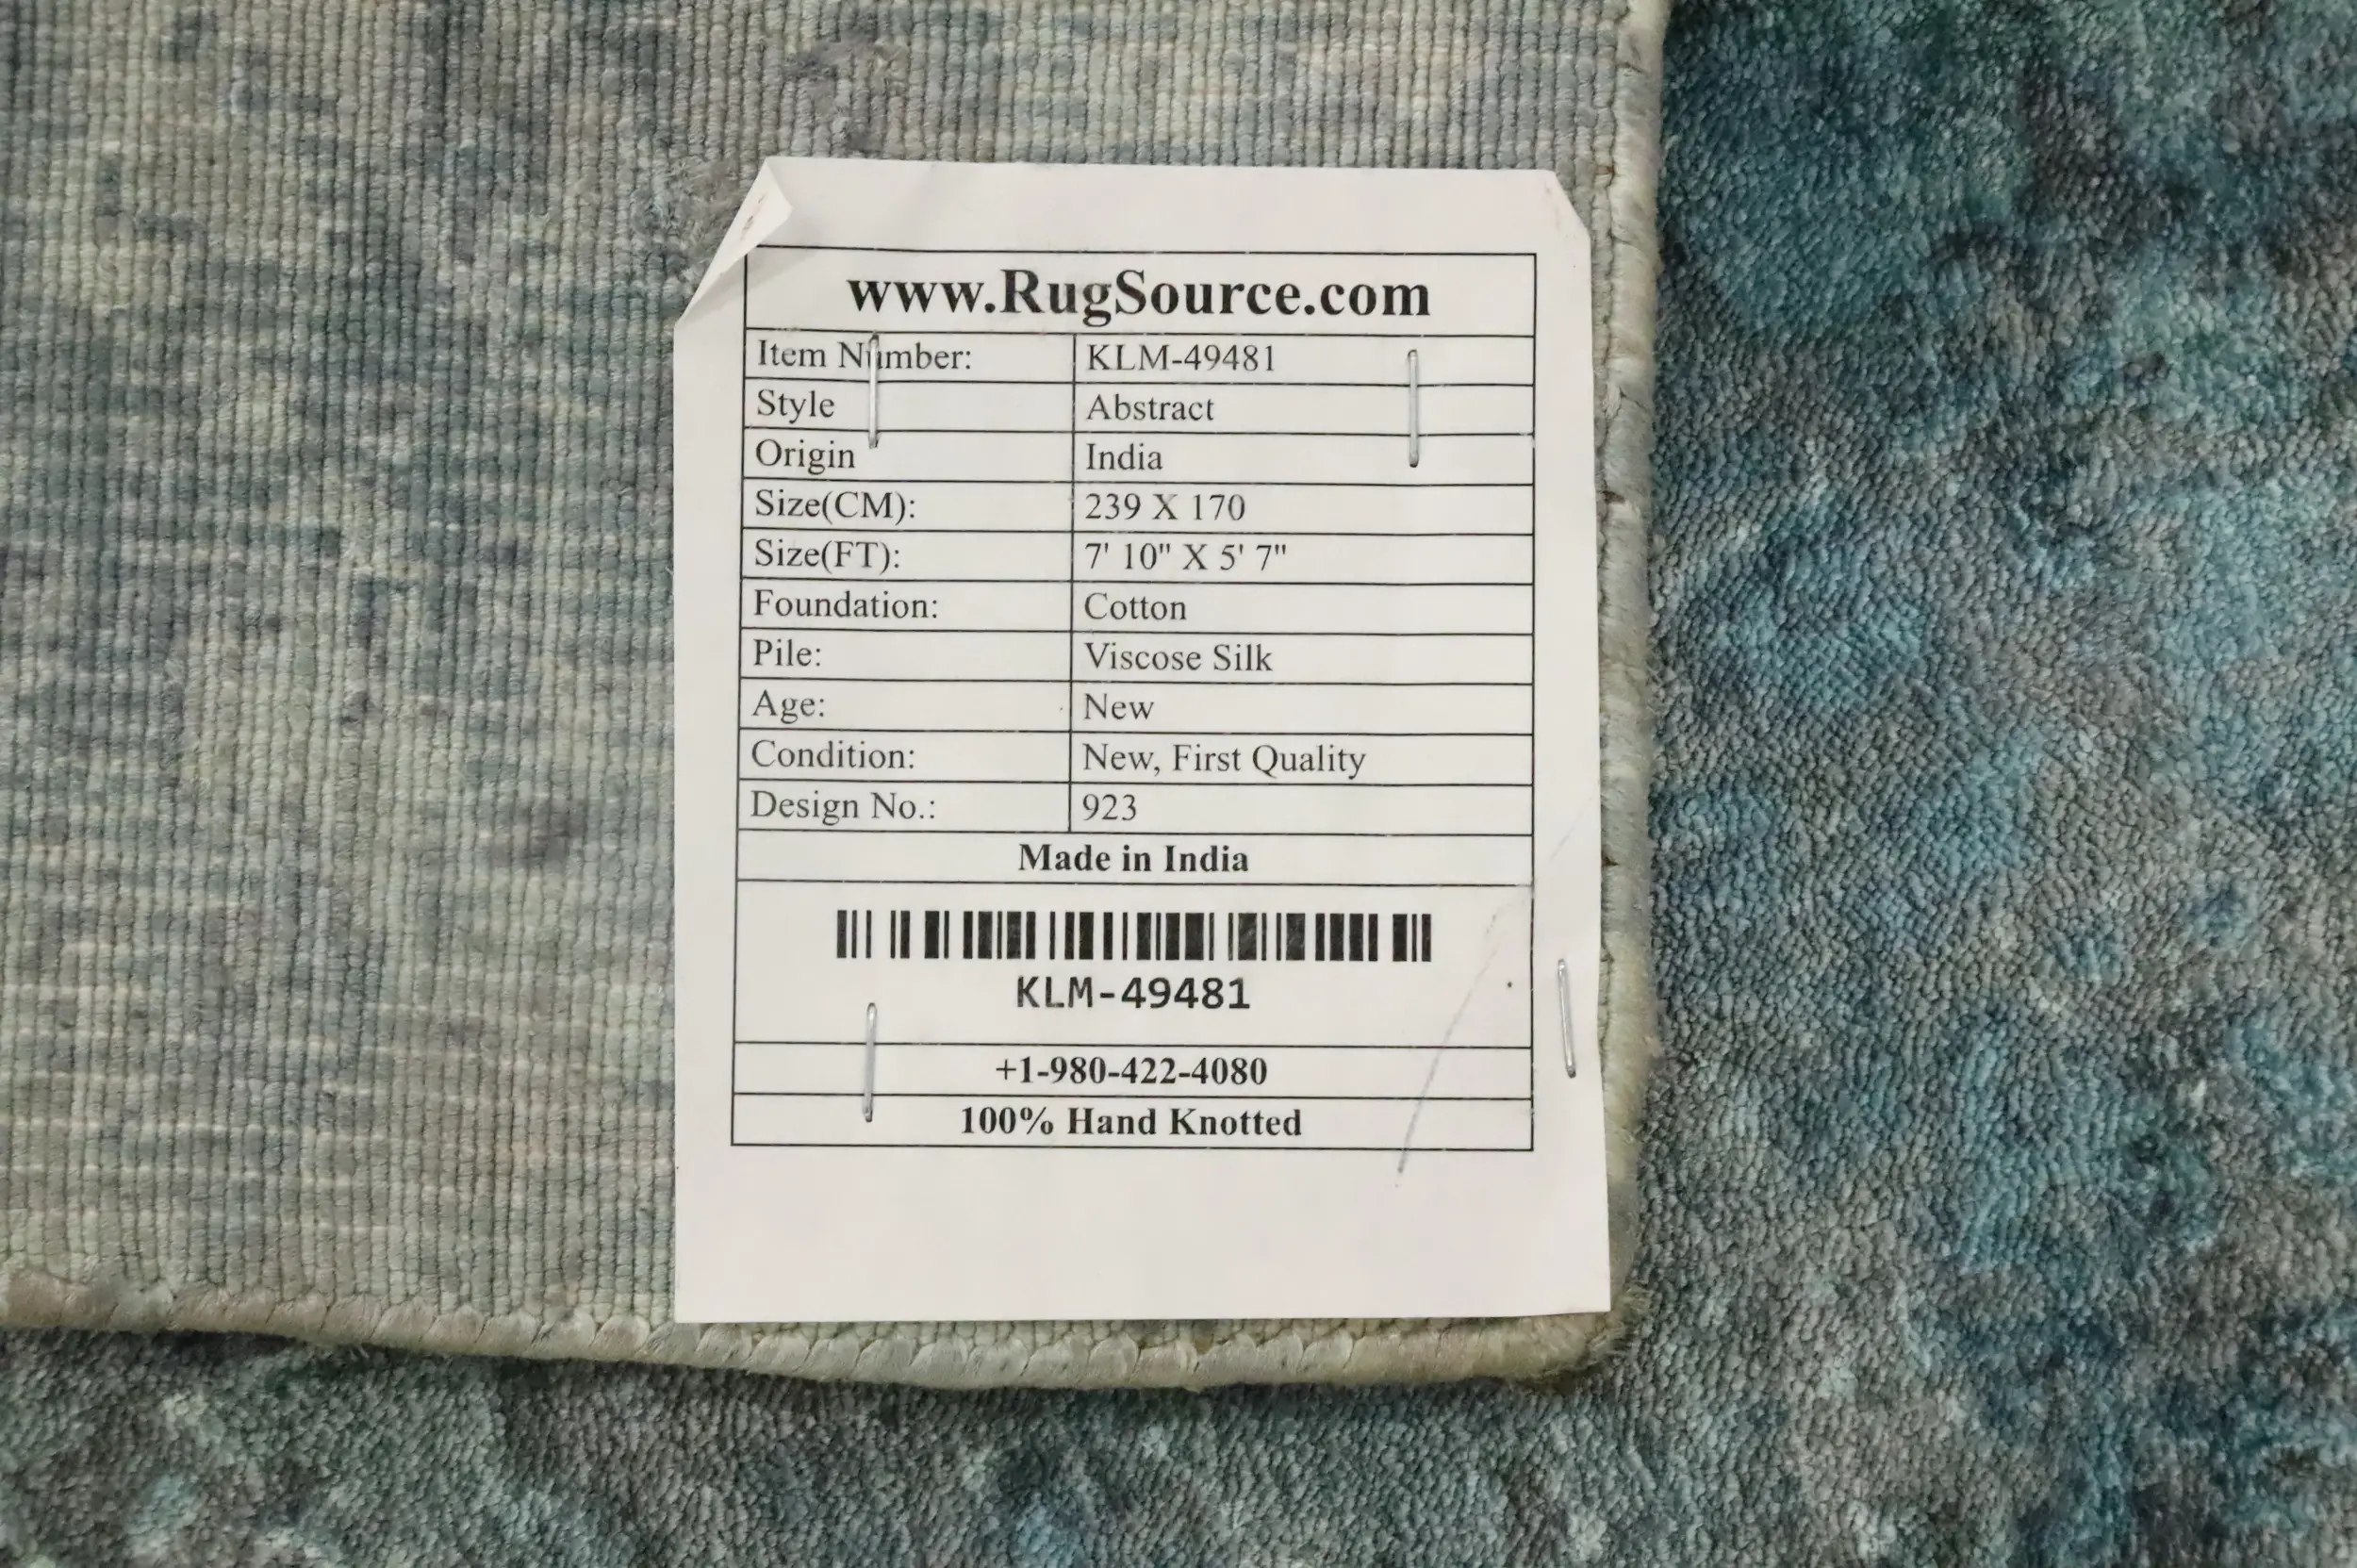 www.RugSource.com
Item Number: KLM-49481
Style Abstract
Origin India
Size(CM): 239 X 170
Size(FT): 7' 10" X 5' 7"
Foundation: Cotton
Pile: Viscose Silk
Age: New
Condition: New, First Quality
Design No.: 923
Made in India
KLM-49481
+1-980-422-4080
100% Hand Knotted